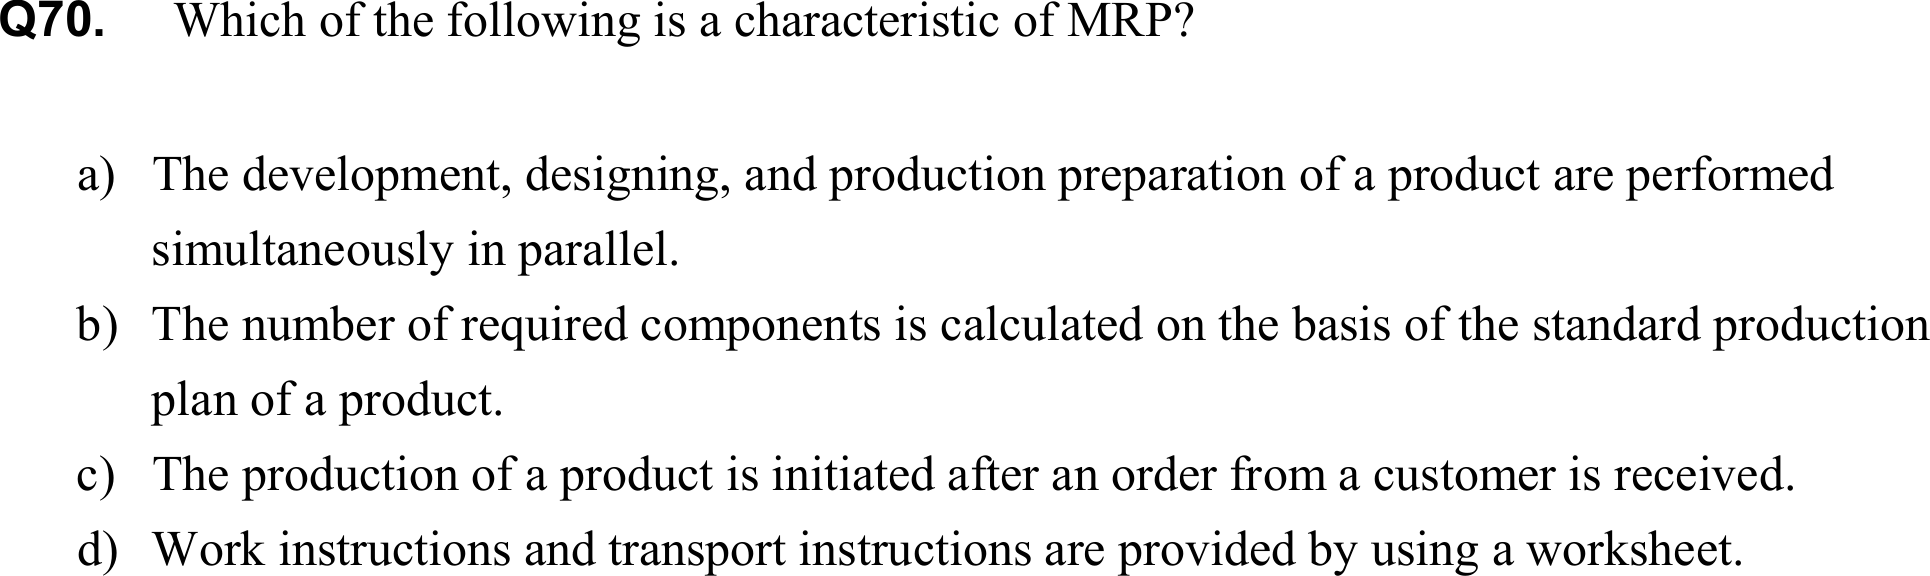 Q70. Which of the following is a characteristic of MRP?
a) The development, designing, and production preparation of a product are performed
simultaneously in parallel.
b) The number of required components is calculated on the basis of the standard production
plan of a product.
c) The production of a product is initiated after an order from a customer is received.
d) Work instructions and transport instructions are provided by using a worksheet.